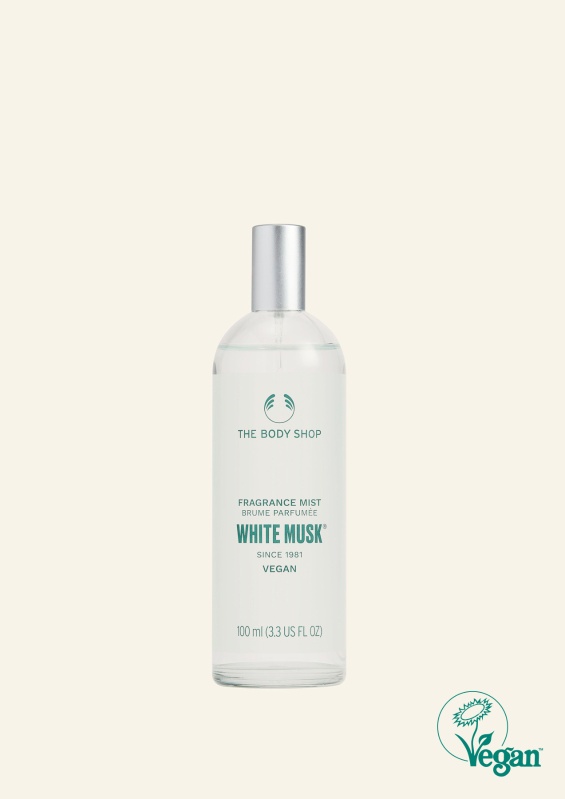 THE BODY SHOP
FRAGRANCE MIST
BRUME PARFUMÉE
WHITE MUSK®
SINCE 1981
VEGAN
100 ml (3.3 US FL OZ)
Vegan™